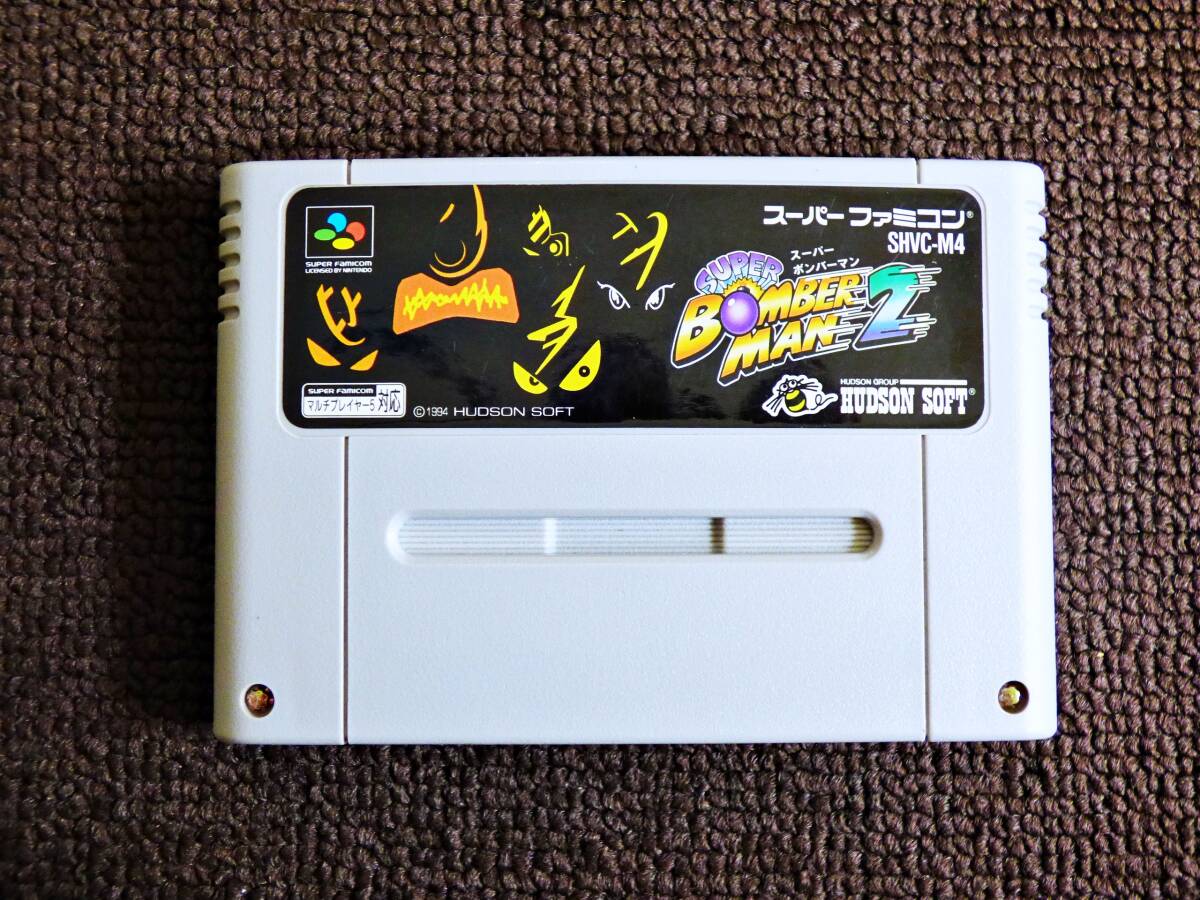 SUPER FAMICOM
LICENSED BY NINTENDO
スーパー ファミコン®
SHVC-M4
スーパー
ボンバーマン
SUPER
BOMBER
MAN 2
SUPER FAMICOM
マルチプレイヤー5 対応
©1994 HUDSON SOFT
HUDSON GROUP
HUDSON SOFT®